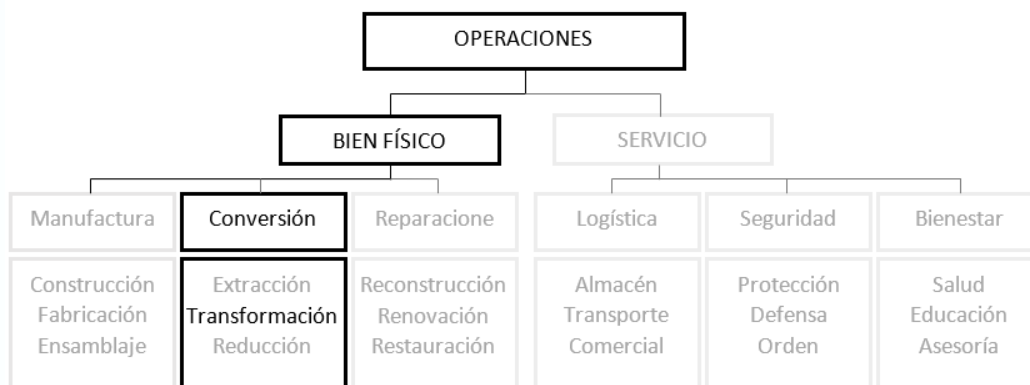 OPERACIONES
BIEN FÍSICO
SERVICIO
Manufactura
Conversión
Reparacione
Logística
Seguridad
Bienestar
Construcción
Fabricación
Ensamblaje
Extracción
Transformación
Reducción
Reconstrucción
Renovación
Restauración
Almacén
Transporte
Comercial
Protección
Defensa
Orden
Salud
Educación
Asesoría